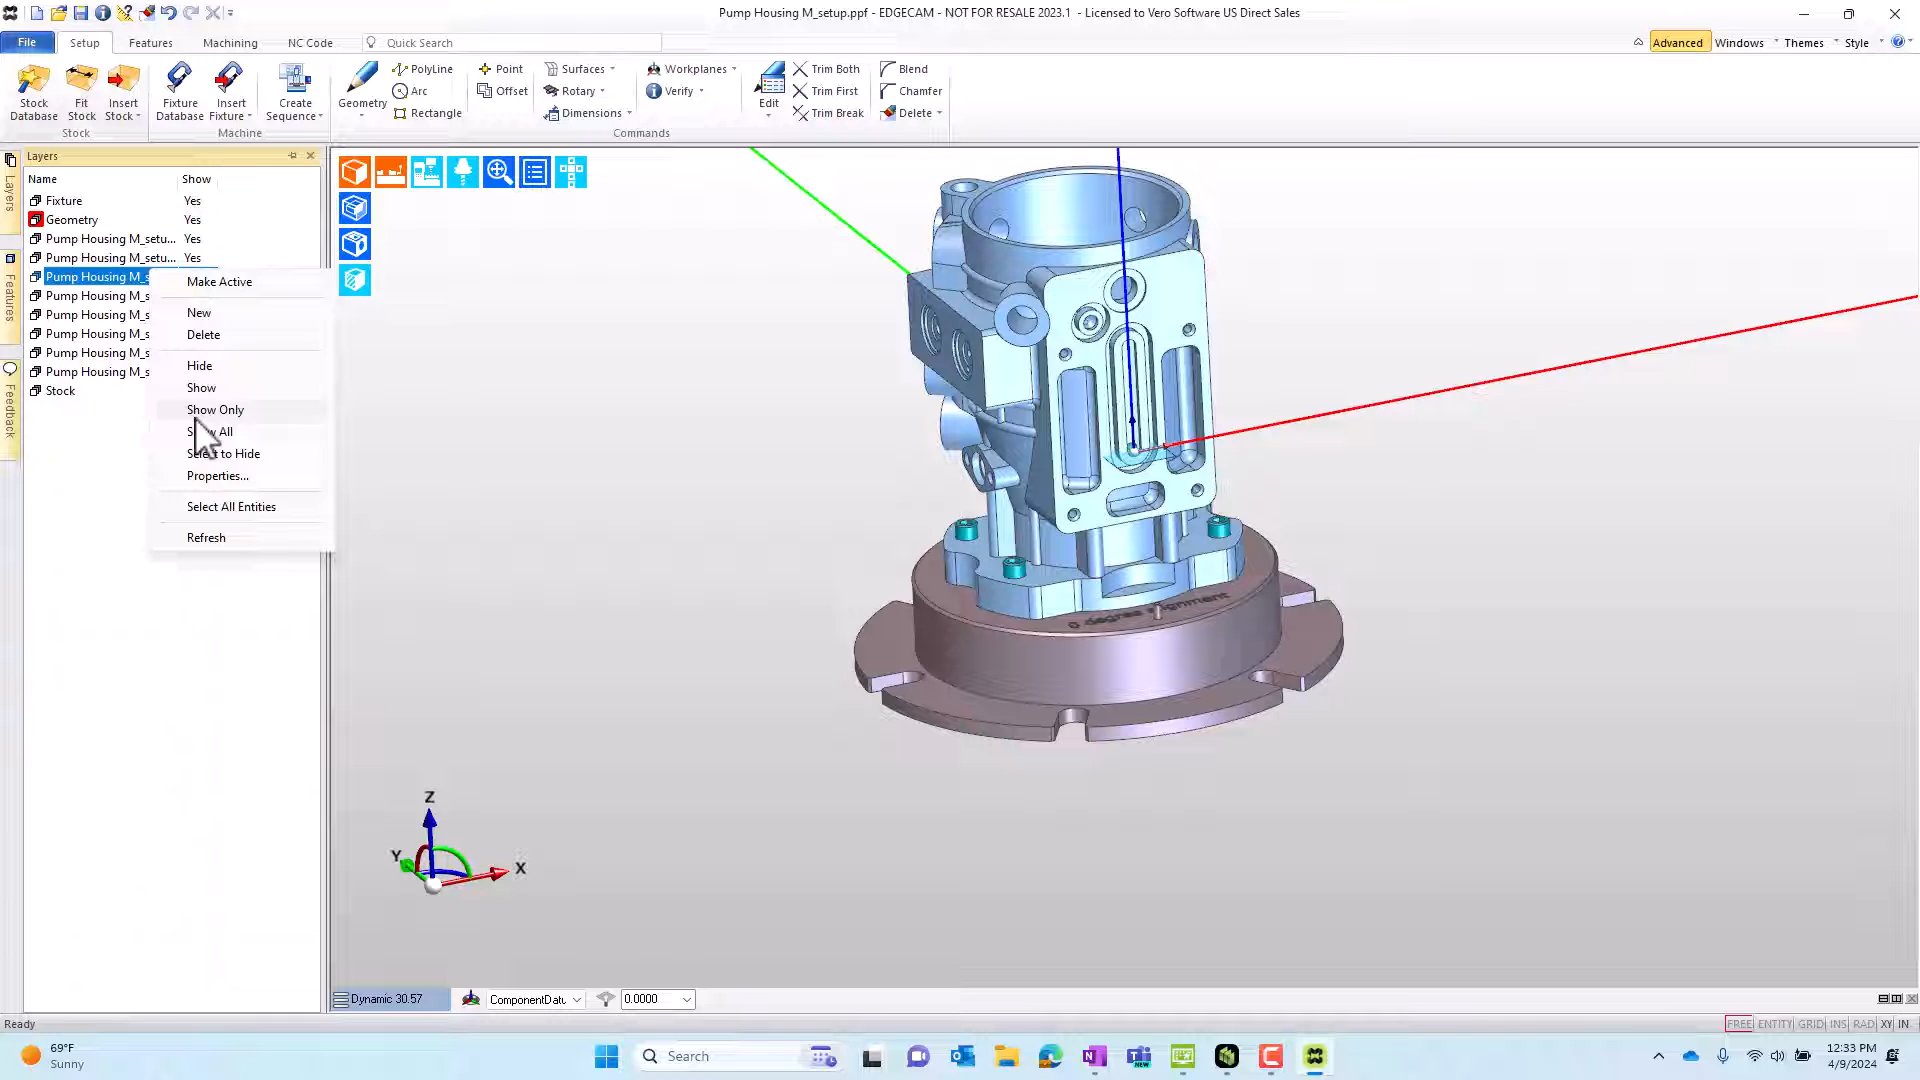 Pump Housing M_setup.ppf - EDGECAM - NOT FOR RESALE 2023.1 - Licensed to Vero Software US Direct Sales
File Setup Features Machining NC Code Quick Search Advanced Windows Themes Style
Stock Database
Fit Stock
Insert Stock
Stock
Fixture Database
Insert Fixture
Create Sequence
Machine
Geometry
PolyLine
Arc
Rectangle
Point
Offset
Surfaces
Rotary
Dimensions
Workplanes
Verify
Edit
Trim Both
Trim First
Trim Break
Blend
Chamfer
Delete
Commands
Layers
Name Show
Fixture Yes
Geometry Yes
Pump Housing M_setu... Yes
Pump Housing M_setu... Yes
Pump Housing M_s
Pump Housing M_s
Pump Housing M_s
Pump Housing M_s
Pump Housing M_s
Pump Housing M_s
Stock
Layers
Features
Feedback
Make Active
New
Delete
Hide
Show
Show Only
All
to Hide
Properties...
Select All Entities
Refresh
0 degree alignment
Z
Y
X
Dynamic 30.57 ComponentDatu 0.0000
Ready FREE ENTITY GRID INS RAD XY IN
69°F
Sunny
Search
NEW
12:33 PM
4/9/2024